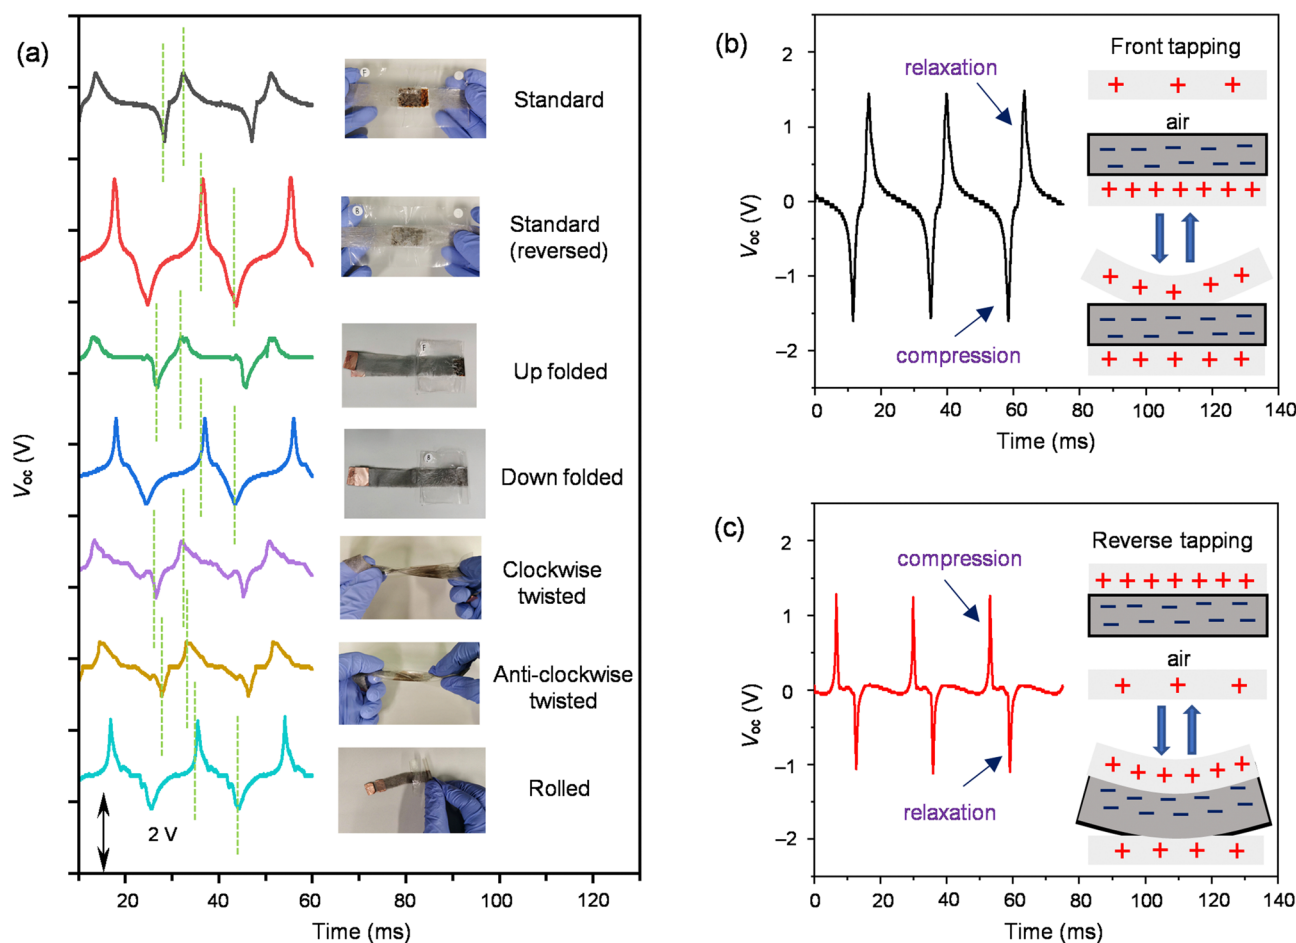 (a)
Voc (V)
Standard
Standard
(reversed)
Up folded
Down folded
Clockwise
twisted
Anti-clockwise
twisted
Rolled
2 V
20 40 60 80 100 120
Time (ms)
(b)
Voc (V)
2
1
0
–1
–2
relaxation
compression
Front tapping
+ + +
air
+ + + + + + +
+ + + + +
+ + + + +
0 20 40 60 80 100 120 140
Time (ms)
(c)
Voc (V)
2
1
0
–1
–2
compression
relaxation
Reverse tapping
+ + + + + + +
air
+ + +
+ + + + + +
+ + + +
0 20 40 60 80 100 120 140
Time (ms)